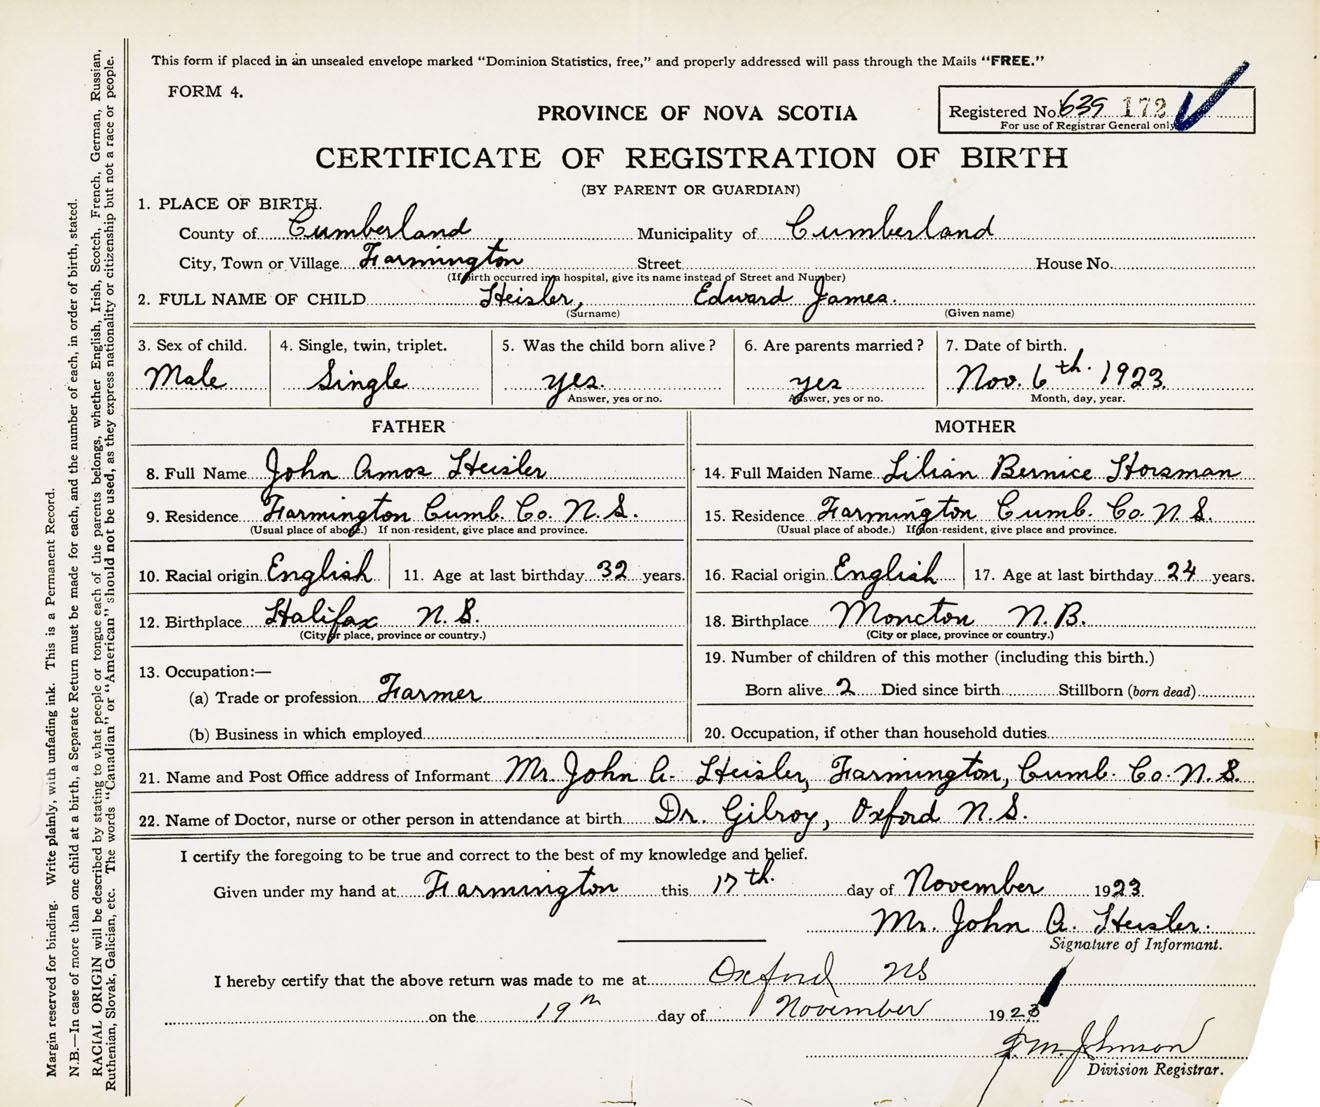 This form if placed in an unsealed envelope marked "Dominion Statistics, free," and properly addressed will pass through the Mails "FREE."
FORM 4.
PROVINCE OF NOVA SCOTIA
Registered No. 639 172
For use of Registrar General only
CERTIFICATE OF REGISTRATION OF BIRTH
(BY PARENT OR GUARDIAN)
1. PLACE OF BIRTH.
County of Cumberland Municipality of Cumberland
City, Town or Village Farmington Street House No.
(If birth occurred in a hospital, give its name instead of Street and Number)
2. FULL NAME OF CHILD Heisler, Edward James.
(Surname) (Given name)
3. Sex of child. 4. Single, twin, triplet. 5. Was the child born alive? 6. Are parents married? 7. Date of birth.
Male Single yes. yes Nov. 6th. 1923
Answer, yes or no. Answer, yes or no. Month, day, year.
FATHER MOTHER
8. Full Name John Amos Heisler 14. Full Maiden Name Lilian Bernice Horsman
9. Residence Farmington Cumb. Co. N. S. 15. Residence Farmington Cumb. Co. N. S.
(Usual place of abode.) If non-resident, give place and province. (Usual place of abode.) If non-resident, give place and province.
10. Racial origin English 11. Age at last birthday 32 years. 16. Racial origin English 17. Age at last birthday 24 years.
12. Birthplace Halifax N. S. 18. Birthplace Moncton N. B.
(City or place, province or country.) (City or place, province or country.)
13. Occupation:— 19. Number of children of this mother (including this birth.)
(a) Trade or profession Farmer Born alive 2 Died since birth Stillborn (born dead)
(b) Business in which employed 20. Occupation, if other than household duties
21. Name and Post Office address of Informant Mr. John A. Heisler, Farmington, Cumb. Co. N. S.
22. Name of Doctor, nurse or other person in attendance at birth Dr. Gilroy, Oxford N. S.
I certify the foregoing to be true and correct to the best of my knowledge and belief.
Given under my hand at Farmington this 17th. day of November 1923
Mr. John A. Heisler.
Signature of Informant.
I hereby certify that the above return was made to me at Oxford NS
on the 19th day of November 1923
Johnson
Division Registrar.
Margin reserved for binding. Write plainly, with unfading ink. This is a Permanent Record.
N.B.—In case of more than one child at a birth, a Separate Return must be made for each, and the number of each, in order of birth, stated.
RACIAL ORIGIN will be described by stating to what people or tongue each of the parents belongs, whether English, Irish, Scotch, French, German, Russian,
Ruthenian, Slovak, Galician, etc. The words "Canadian" or "American" should not be used, as they express nationality or citizenship but not a race or people.